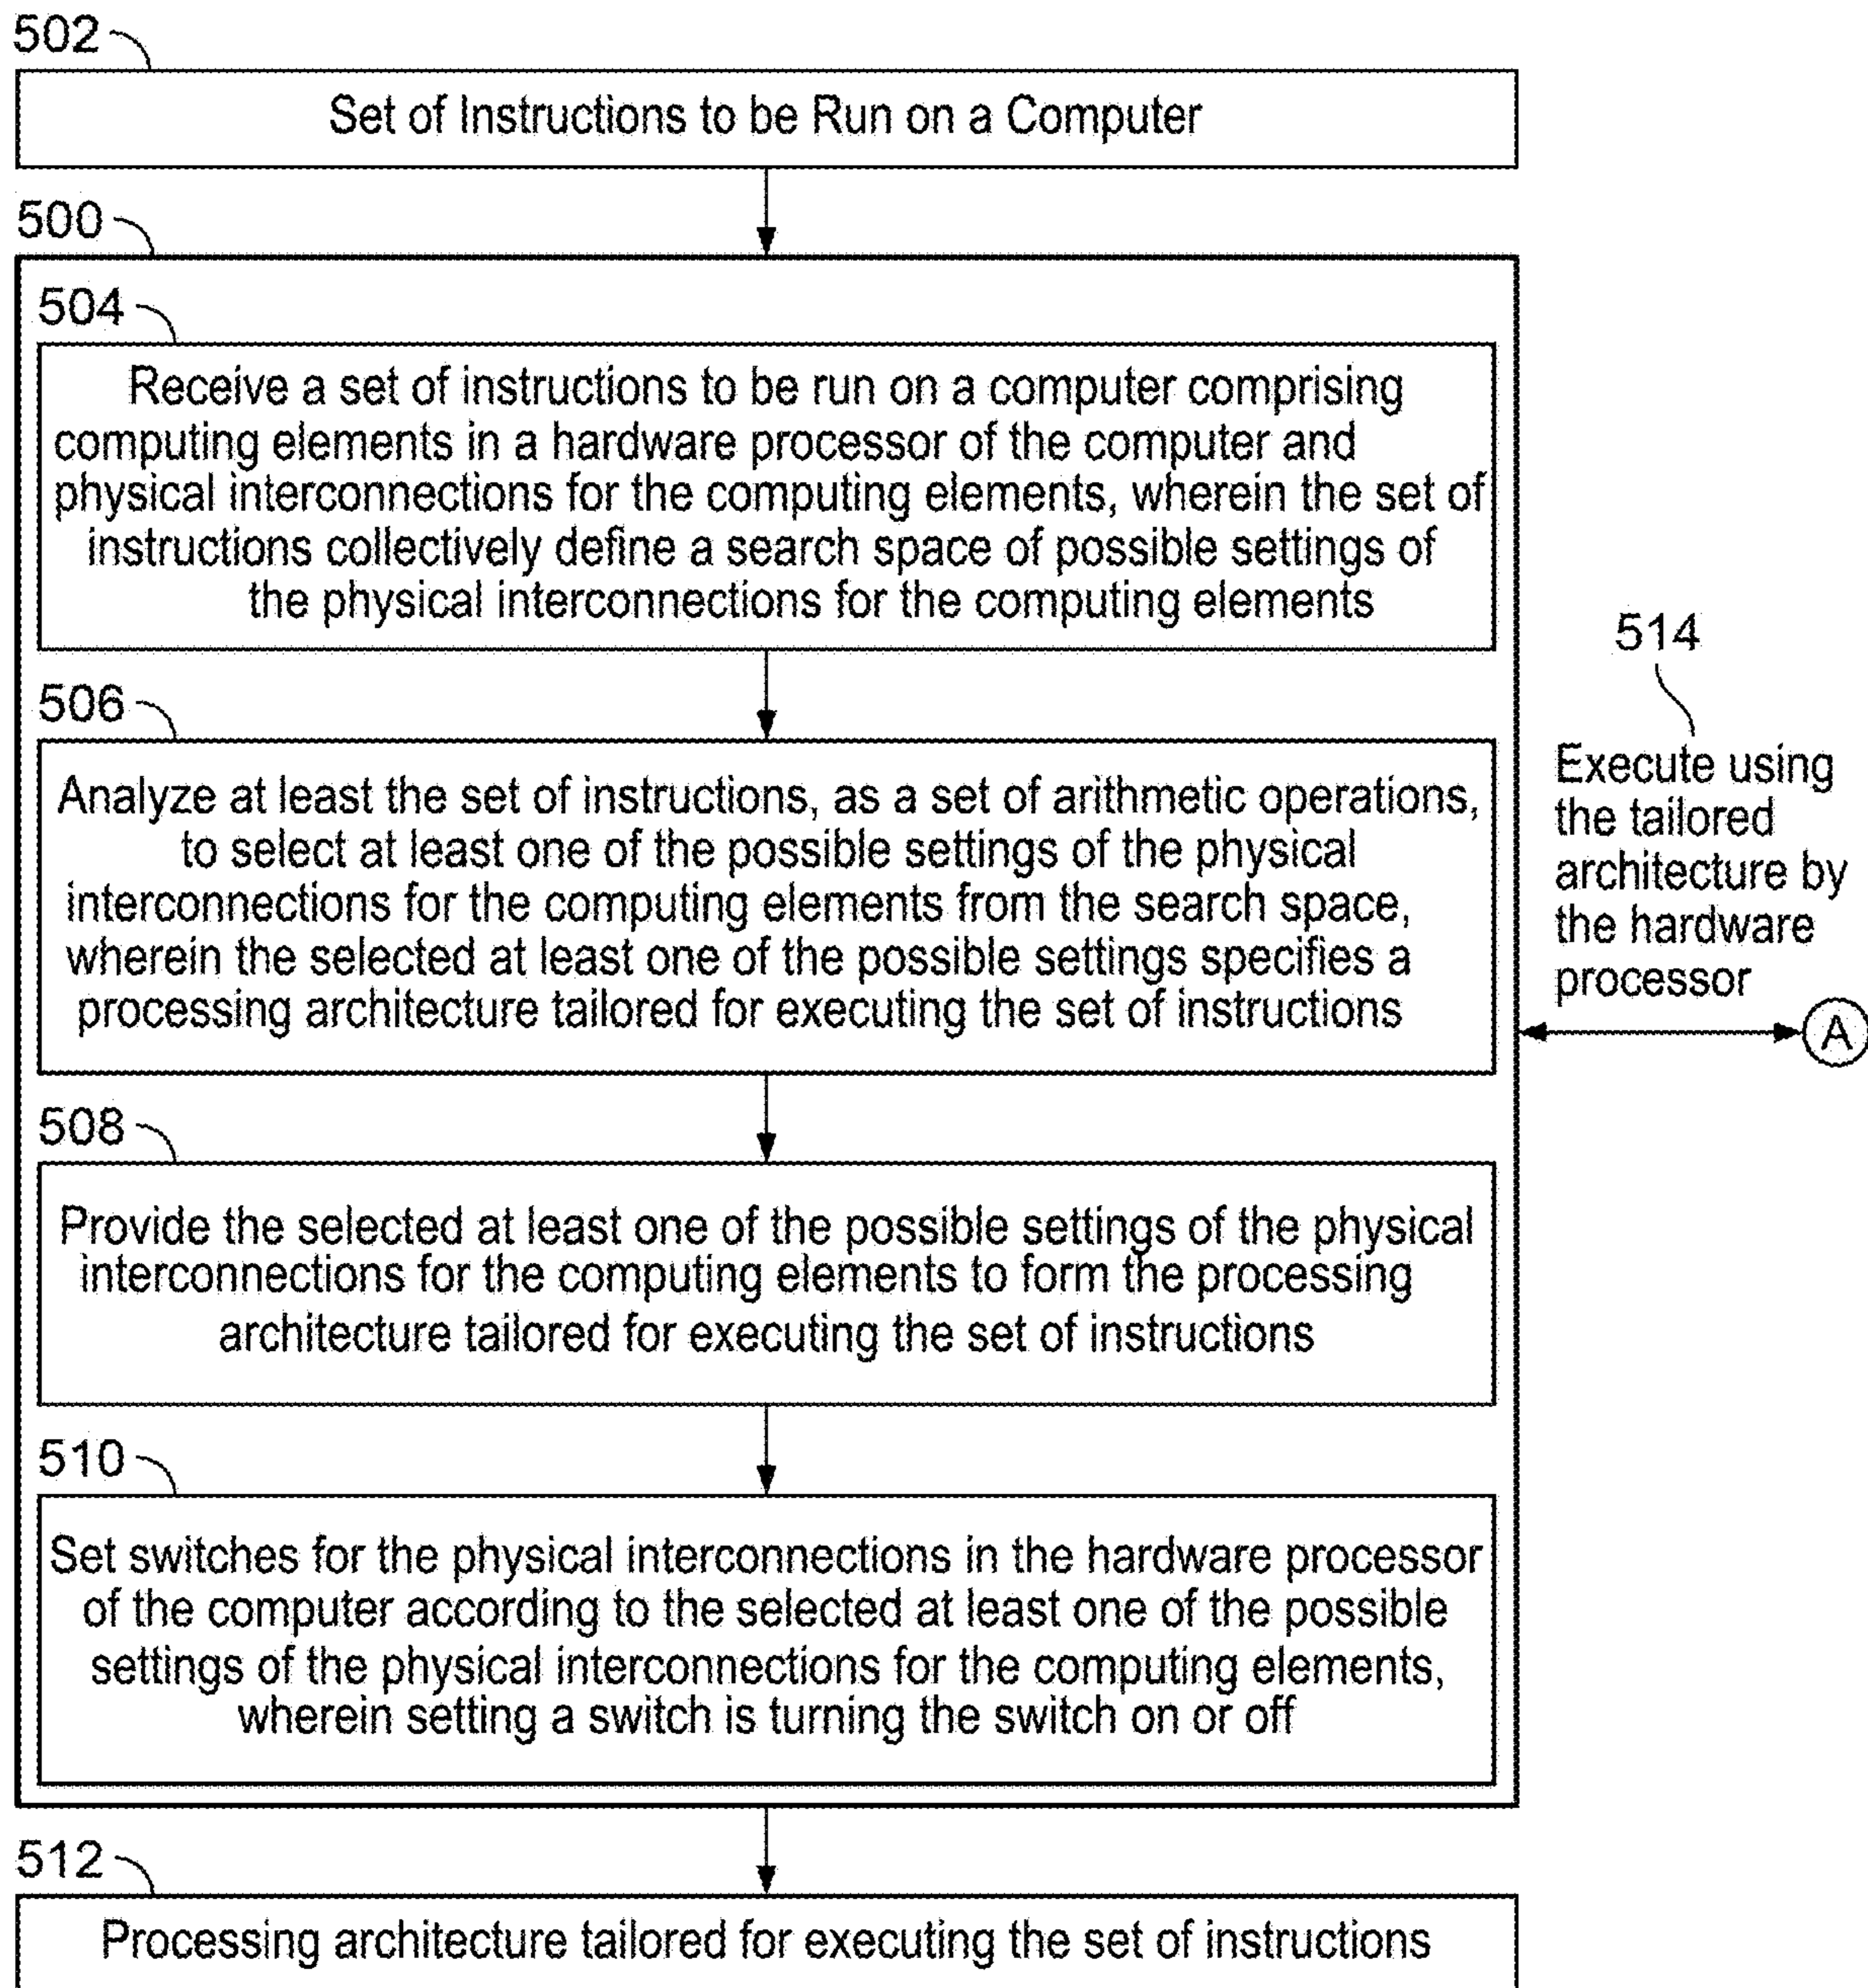 502
Set of Instructions to be Run on a Computer
500
504
Receive a set of instructions to be run on a computer comprising
computing elements in a hardware processor of the computer and
physical interconnections for the computing elements, wherein the set of
instructions collectively define a search space of possible settings of
the physical interconnections for the computing elements
506
Analyze at least the set of instructions, as a set of arithmetic operations,
to select at least one of the possible settings of the physical
interconnections for the computing elements from the search space,
wherein the selected at least one of the possible settings specifies a
processing architecture tailored for executing the set of instructions
514
Execute using
the tailored
architecture by
the hardware
processor
A
508
Provide the selected at least one of the possible settings of the physical
interconnections for the computing elements to form the processing
architecture tailored for executing the set of instructions
510
Set switches for the physical interconnections in the hardware processor
of the computer according to the selected at least one of the possible
settings of the physical interconnections for the computing elements,
wherein setting a switch is turning the switch on or off
512
Processing architecture tailored for executing the set of instructions